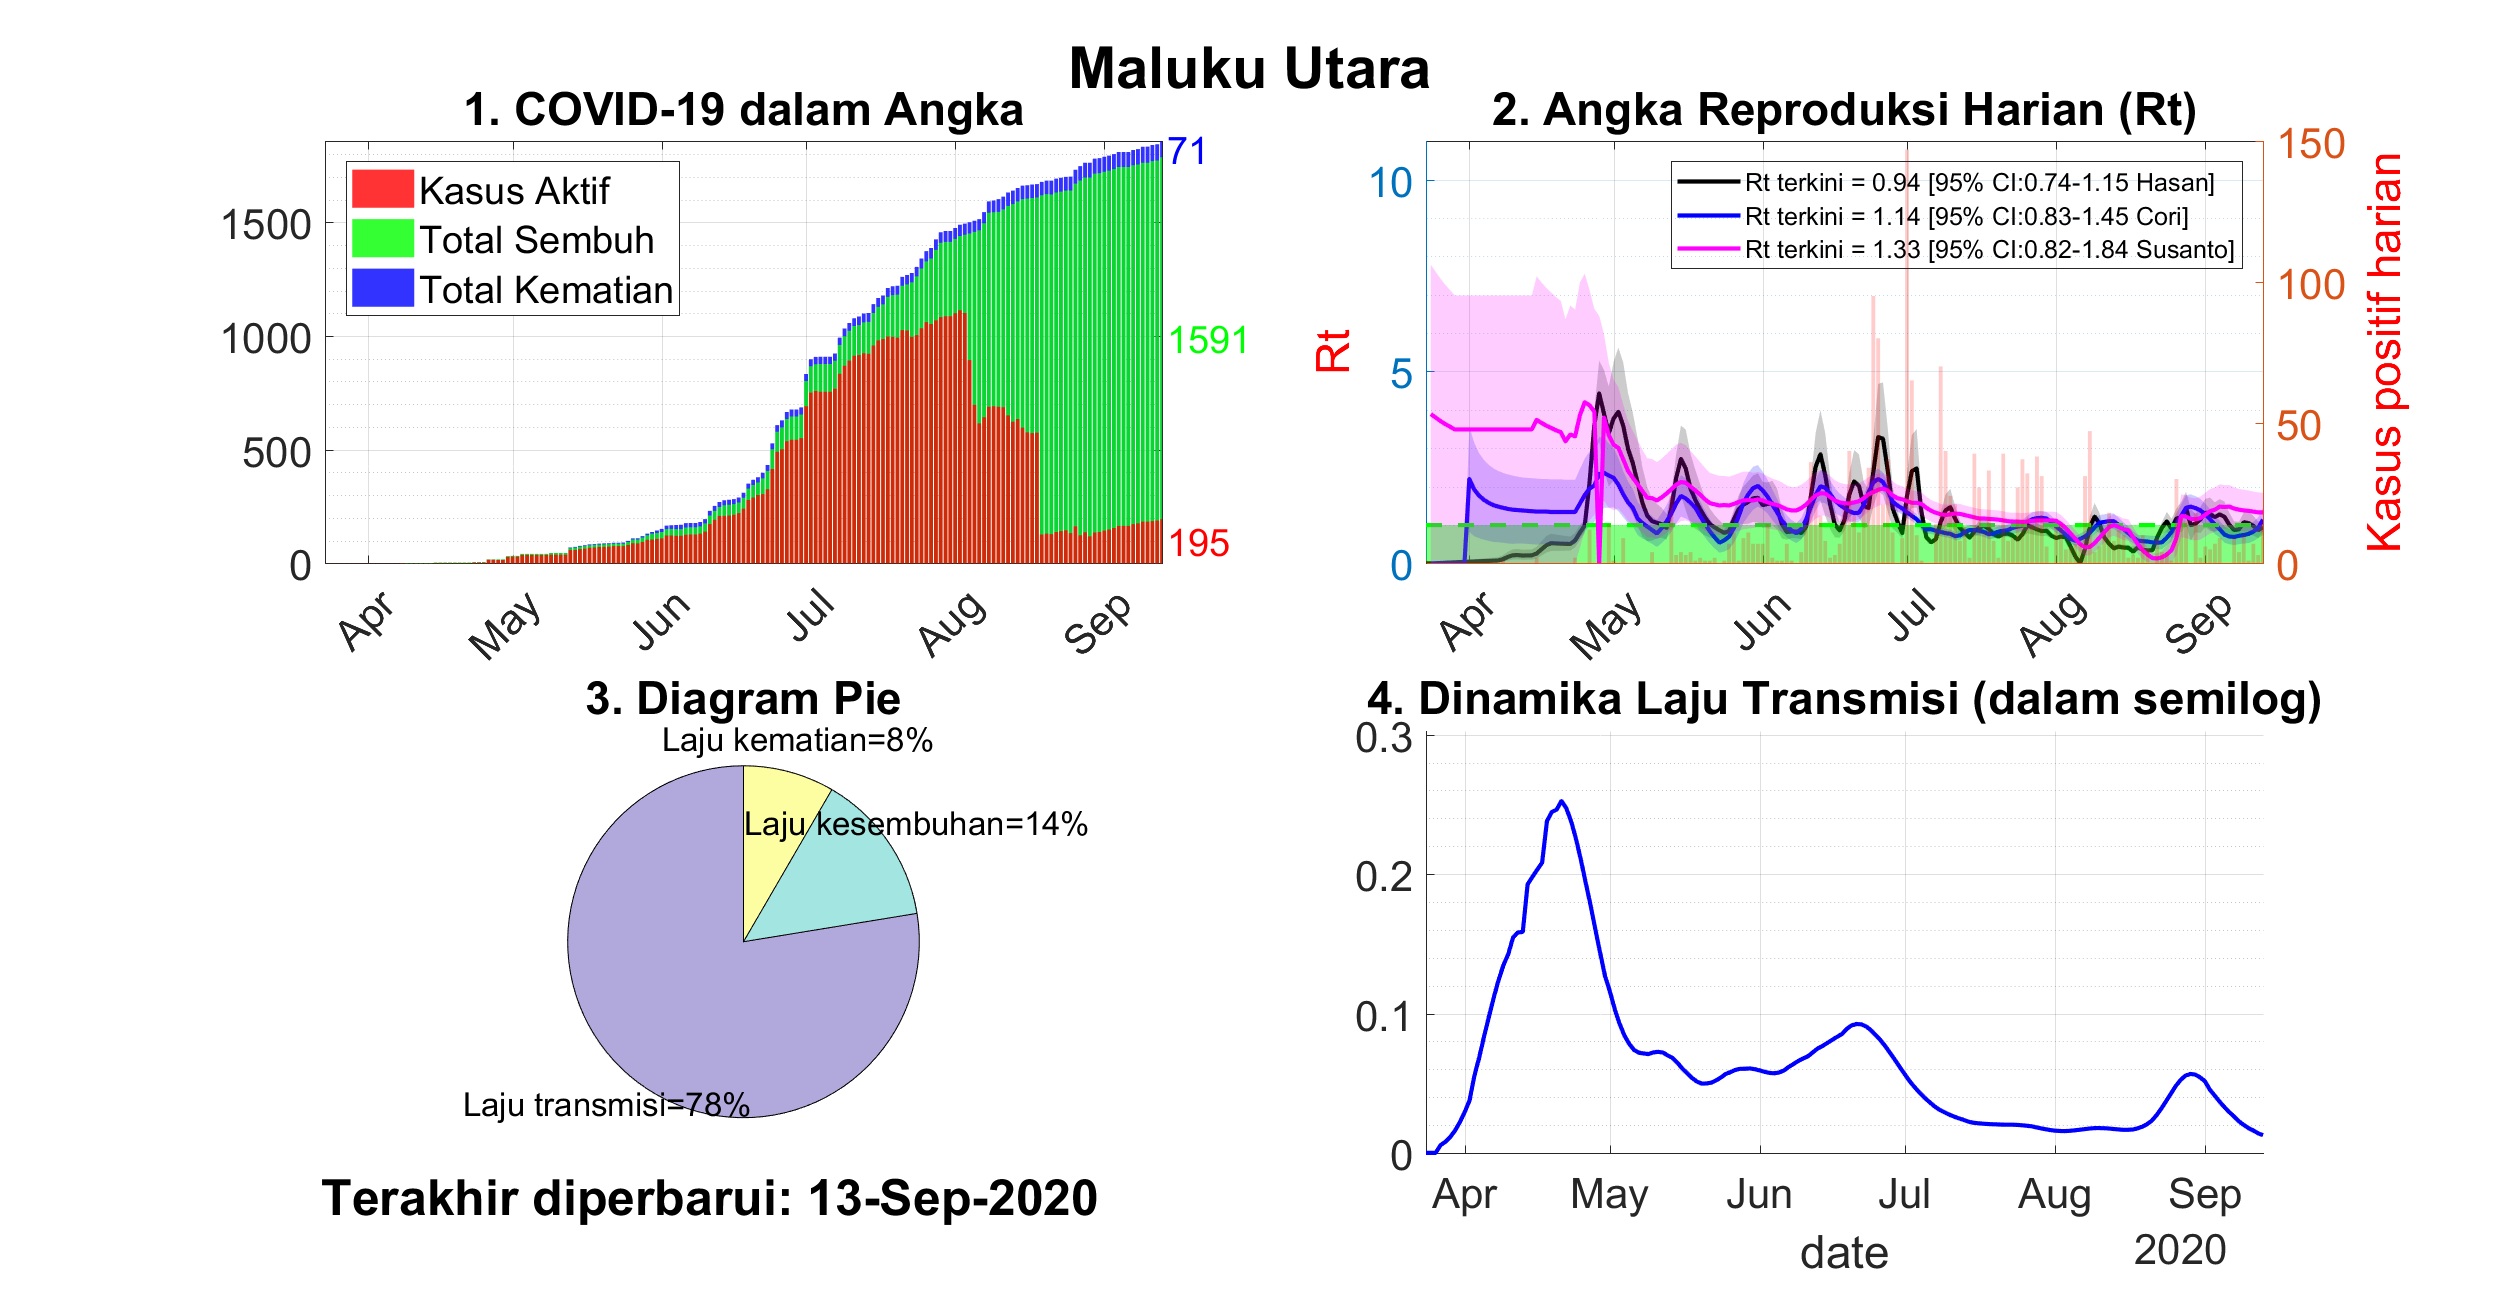 Maluku Utara
1. COVID-19 dalam Angka
Kasus Aktif
Total Sembuh
Total Kematian
1500
1000
500
0
71
1591
195
Apr
May
Jun
Jul
Aug
Sep
2. Angka Reproduksi Harian (Rt)
Rt terkini = 0.94 [95% CI:0.74-1.15 Hasan]
Rt terkini = 1.14 [95% CI:0.83-1.45 Cori]
Rt terkini = 1.33 [95% CI:0.82-1.84 Susanto]
Rt
10
5
0
150
100
50
0
Kasus positif harian
Apr
May
Jun
Jul
Aug
Sep
3. Diagram Pie
Laju kematian=8%
Laju kesembuhan=14%
Laju transmisi=78%
Terakhir diperbarui: 13-Sep-2020
4. Dinamika Laju Transmisi (dalam semilog)
0.3
0.2
0.1
0
Apr
May
Jun
Jul
Aug
Sep
date
2020